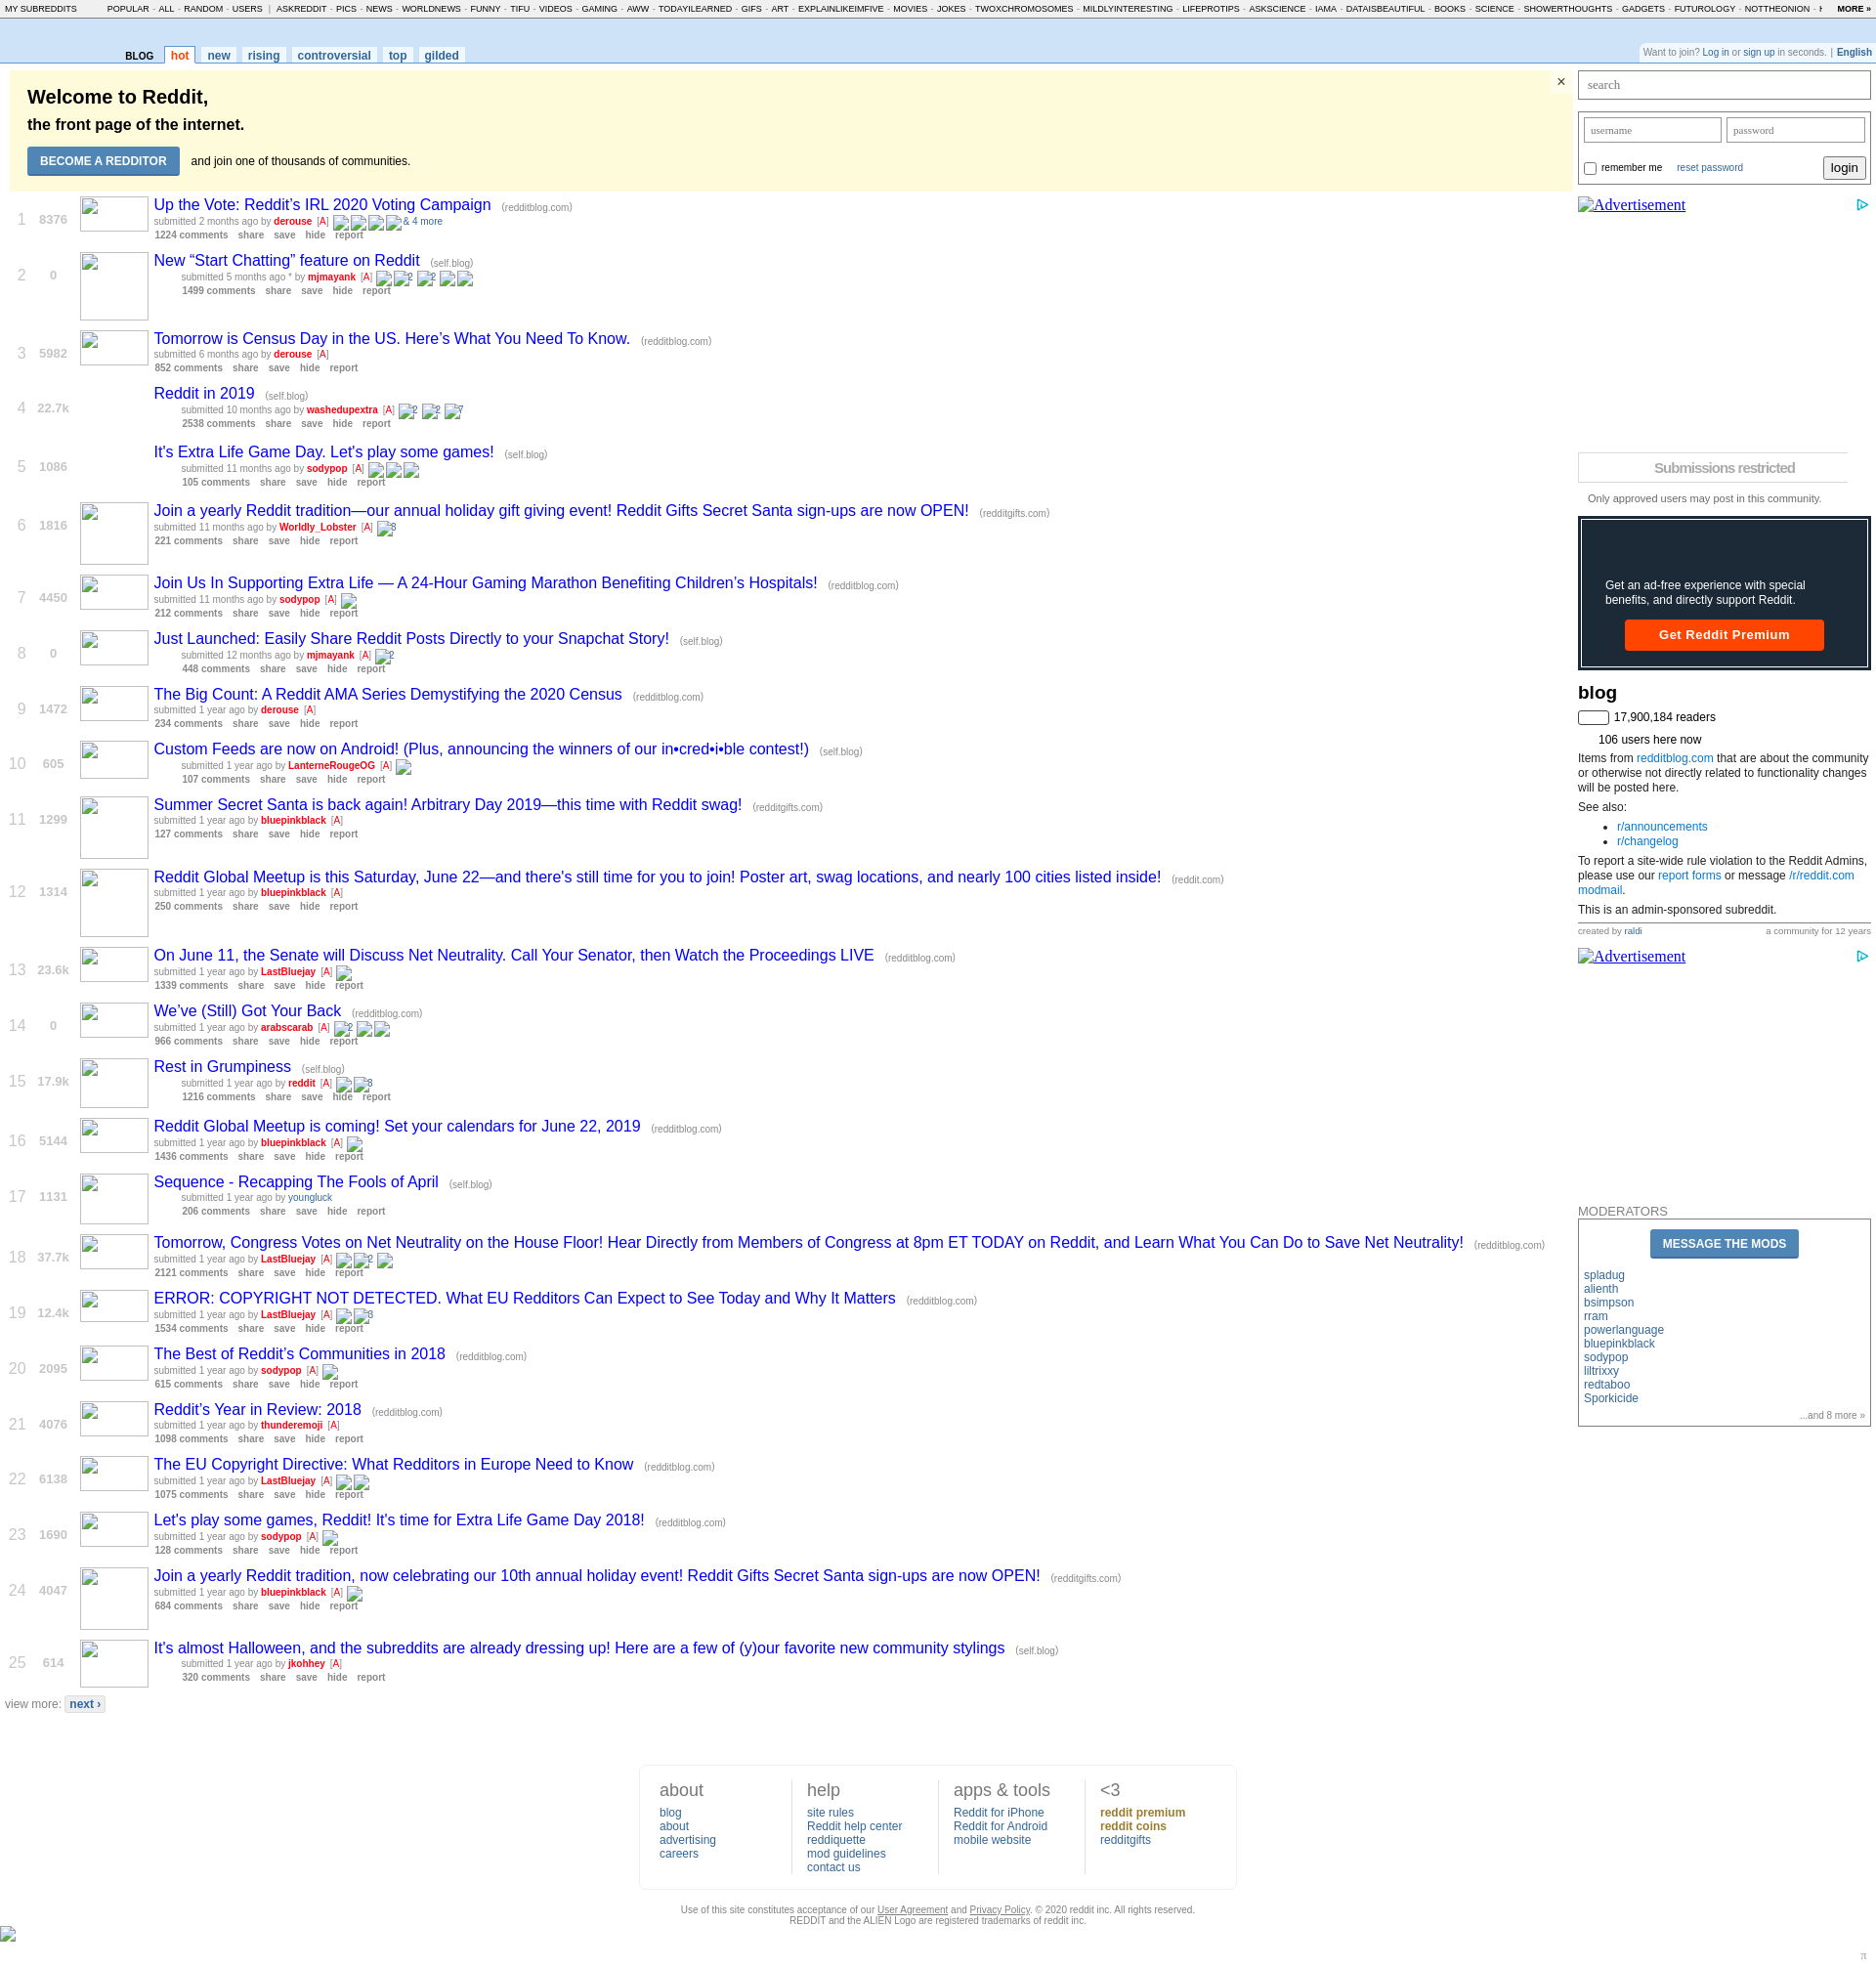 MY SUBREDDITS POPULAR - ALL - RANDOM - USERS | ASKREDDIT - PICS - NEWS - WORLDNEWS - FUNNY - TIFU - VIDEOS - GAMING - AWW - TODAYILEARNED - GIFS - ART - EXPLAINLIKEIMFIVE - MOVIES - JOKES - TWOXCHROMOSOMES - MILDLYINTERESTING - LIFEPROTIPS - ASKSCIENCE - IAMA - DATAISBEAUTIFUL - BOOKS - SCIENCE - SHOWERTHOUGHTS - GADGETS - FUTUROLOGY - NOTTHEONION - MORE »
BLOG hot new rising controversial top gilded
Want to join? Log in or sign up in seconds. | English
Welcome to Reddit,
the front page of the internet.
BECOME A REDDITOR and join one of thousands of communities.
×
1 8376 Up the Vote: Reddit’s IRL 2020 Voting Campaign (redditblog.com)
submitted 2 months ago by derouse [A] & 4 more
1224 comments share save hide report
2 0 New “Start Chatting” feature on Reddit (self.blog)
submitted 5 months ago * by mjmayank [A] 2 2
1499 comments share save hide report
3 5982 Tomorrow is Census Day in the US. Here’s What You Need To Know. (redditblog.com)
submitted 6 months ago by derouse [A]
852 comments share save hide report
4 22.7k Reddit in 2019 (self.blog)
submitted 10 months ago by washedupextra [A] 2 2 7
2538 comments share save hide report
5 1086 It's Extra Life Game Day. Let's play some games! (self.blog)
submitted 11 months ago by sodypop [A]
105 comments share save hide report
6 1816 Join a yearly Reddit tradition—our annual holiday gift giving event! Reddit Gifts Secret Santa sign-ups are now OPEN! (redditgifts.com)
submitted 11 months ago by Worldly_Lobster [A] 3
221 comments share save hide report
7 4450 Join Us In Supporting Extra Life — A 24-Hour Gaming Marathon Benefiting Children’s Hospitals! (redditblog.com)
submitted 11 months ago by sodypop [A]
212 comments share save hide report
8 0 Just Launched: Easily Share Reddit Posts Directly to your Snapchat Story! (self.blog)
submitted 12 months ago by mjmayank [A] 2
448 comments share save hide report
9 1472 The Big Count: A Reddit AMA Series Demystifying the 2020 Census (redditblog.com)
submitted 1 year ago by derouse [A]
234 comments share save hide report
10 605 Custom Feeds are now on Android! (Plus, announcing the winners of our in•cred•i•ble contest!) (self.blog)
submitted 1 year ago by LanterneRougeOG [A]
107 comments share save hide report
11 1299 Summer Secret Santa is back again! Arbitrary Day 2019—this time with Reddit swag! (redditgifts.com)
submitted 1 year ago by bluepinkblack [A]
127 comments share save hide report
12 1314 Reddit Global Meetup is this Saturday, June 22—and there's still time for you to join! Poster art, swag locations, and nearly 100 cities listed inside! (reddit.com)
submitted 1 year ago by bluepinkblack [A]
250 comments share save hide report
13 23.6k On June 11, the Senate will Discuss Net Neutrality. Call Your Senator, then Watch the Proceedings LIVE (redditblog.com)
submitted 1 year ago by LastBluejay [A]
1339 comments share save hide report
14 0 We’ve (Still) Got Your Back (redditblog.com)
submitted 1 year ago by arabscarab [A] 2
966 comments share save hide report
15 17.9k Rest in Grumpiness (self.blog)
submitted 1 year ago by reddit [A] 3
1216 comments share save hide report
16 5144 Reddit Global Meetup is coming! Set your calendars for June 22, 2019 (redditblog.com)
submitted 1 year ago by bluepinkblack [A]
1436 comments share save hide report
17 1131 Sequence - Recapping The Fools of April (self.blog)
submitted 1 year ago by youngluck
206 comments share save hide report
18 37.7k Tomorrow, Congress Votes on Net Neutrality on the House Floor! Hear Directly from Members of Congress at 8pm ET TODAY on Reddit, and Learn What You Can Do to Save Net Neutrality! (redditblog.com)
submitted 1 year ago by LastBluejay [A] 2
2121 comments share save hide report
19 12.4k ERROR: COPYRIGHT NOT DETECTED. What EU Redditors Can Expect to See Today and Why It Matters (redditblog.com)
submitted 1 year ago by LastBluejay [A] 3
1534 comments share save hide report
20 2095 The Best of Reddit’s Communities in 2018 (redditblog.com)
submitted 1 year ago by sodypop [A]
615 comments share save hide report
21 4076 Reddit’s Year in Review: 2018 (redditblog.com)
submitted 1 year ago by thunderemoji [A]
1098 comments share save hide report
22 6138 The EU Copyright Directive: What Redditors in Europe Need to Know (redditblog.com)
submitted 1 year ago by LastBluejay [A]
1075 comments share save hide report
23 1690 Let's play some games, Reddit! It's time for Extra Life Game Day 2018! (redditblog.com)
submitted 1 year ago by sodypop [A]
128 comments share save hide report
24 4047 Join a yearly Reddit tradition, now celebrating our 10th annual holiday event! Reddit Gifts Secret Santa sign-ups are now OPEN! (redditgifts.com)
submitted 1 year ago by bluepinkblack [A]
684 comments share save hide report
25 614 It's almost Halloween, and the subreddits are already dressing up! Here are a few of (y)our favorite new community stylings (self.blog)
submitted 1 year ago by jkohhey [A]
320 comments share save hide report
view more: next ›
search
username password
remember me reset password login
Advertisement
Submissions restricted
Only approved users may post in this community.
Get an ad-free experience with special
benefits, and directly support Reddit.
Get Reddit Premium
blog
17,900,184 readers
106 users here now
Items from redditblog.com that are about the community
or otherwise not directly related to functionality changes
will be posted here.
See also:
• r/announcements
• r/changelog
To report a site-wide rule violation to the Reddit Admins,
please use our report forms or message /r/reddit.com
modmail.
This is an admin-sponsored subreddit.
created by raldi a community for 12 years
Advertisement
MODERATORS
MESSAGE THE MODS
spladug
alienth
bsimpson
rram
powerlanguage
bluepinkblack
sodypop
liltrixxy
redtaboo
Sporkicide
...and 8 more »
about
blog
about
advertising
careers
help
site rules
Reddit help center
reddiquette
mod guidelines
contact us
apps & tools
Reddit for iPhone
Reddit for Android
mobile website
<3
reddit premium
reddit coins
redditgifts
Use of this site constitutes acceptance of our User Agreement and Privacy Policy. © 2020 reddit inc. All rights reserved.
REDDIT and the ALIEN Logo are registered trademarks of reddit inc.
π